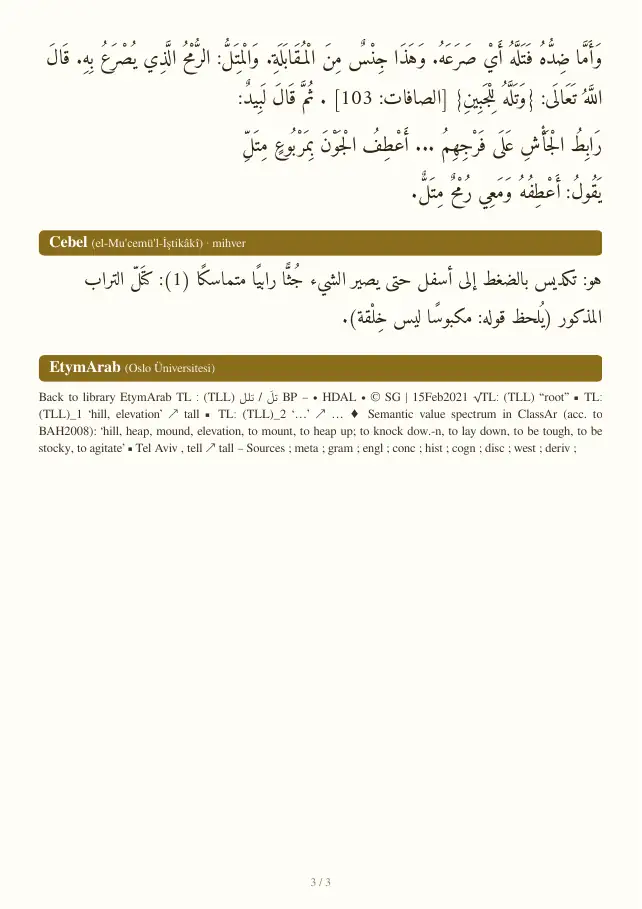 وَأَمَّا ضِدُّهُ فَتَلَّهُ أَيْ صَرَعَهُ. وَهَذَا جِنْسٌ مِنَ الْمُقَابَلَةِ. وَالْمِتَلُّ: الرُّمْحُ الَّذِي يُصْرَعُ بِهِ. قَالَ
اللَّهُ تَعَالَى: {وَتَلَّهُ لِلْجَبِينِ} [الصافات: 103] . ثُمَّ قَالَ لَبِيدٌ:
رَابِطُ الْجَأْشِ عَلَى فَرْجِهِمُ ... أَعْطِفُ الْجَوْنَ بِمَرْبُوعٍ مِتَلِّ
يَقُولُ: أَعْطِفُهُ وَمَعِي رُمْحٌ مِتَلٌّ.
Cebel (el-Mu'cemü'l-İştikâkî) · mihver
هو: تكديس بالضغط إلى أسفل حتى يصير الشيء جُثًّا رابيًا متماسكًا (1): كتَلّ التراب
المذكور (يُلحظ قوله: مكبوسًا ليس خِلْقة).
EtymArab (Oslo Üniversitesi)
Back to library EtymArab TL : (TLL) تلّ / تلل BP – • HDAL • © SG | 15Feb2021 √TL: (TLL) “root” ▪ TL:
(TLL)_1 ‘hill, elevation’ ↗ tall ▪ TL: (TLL)_2 ‘…’ ↗ … ♦ Semantic value spectrum in ClassAr (acc. to
BAH2008): ‘hill, heap, mound, elevation, to mount, to heap up; to knock dow.-n, to lay down, to be tough, to be
stocky, to agitate’ ▪ Tel Aviv , tell ↗ tall – Sources ; meta ; gram ; engl ; conc ; hist ; cogn ; disc ; west ; deriv ;
3 / 3